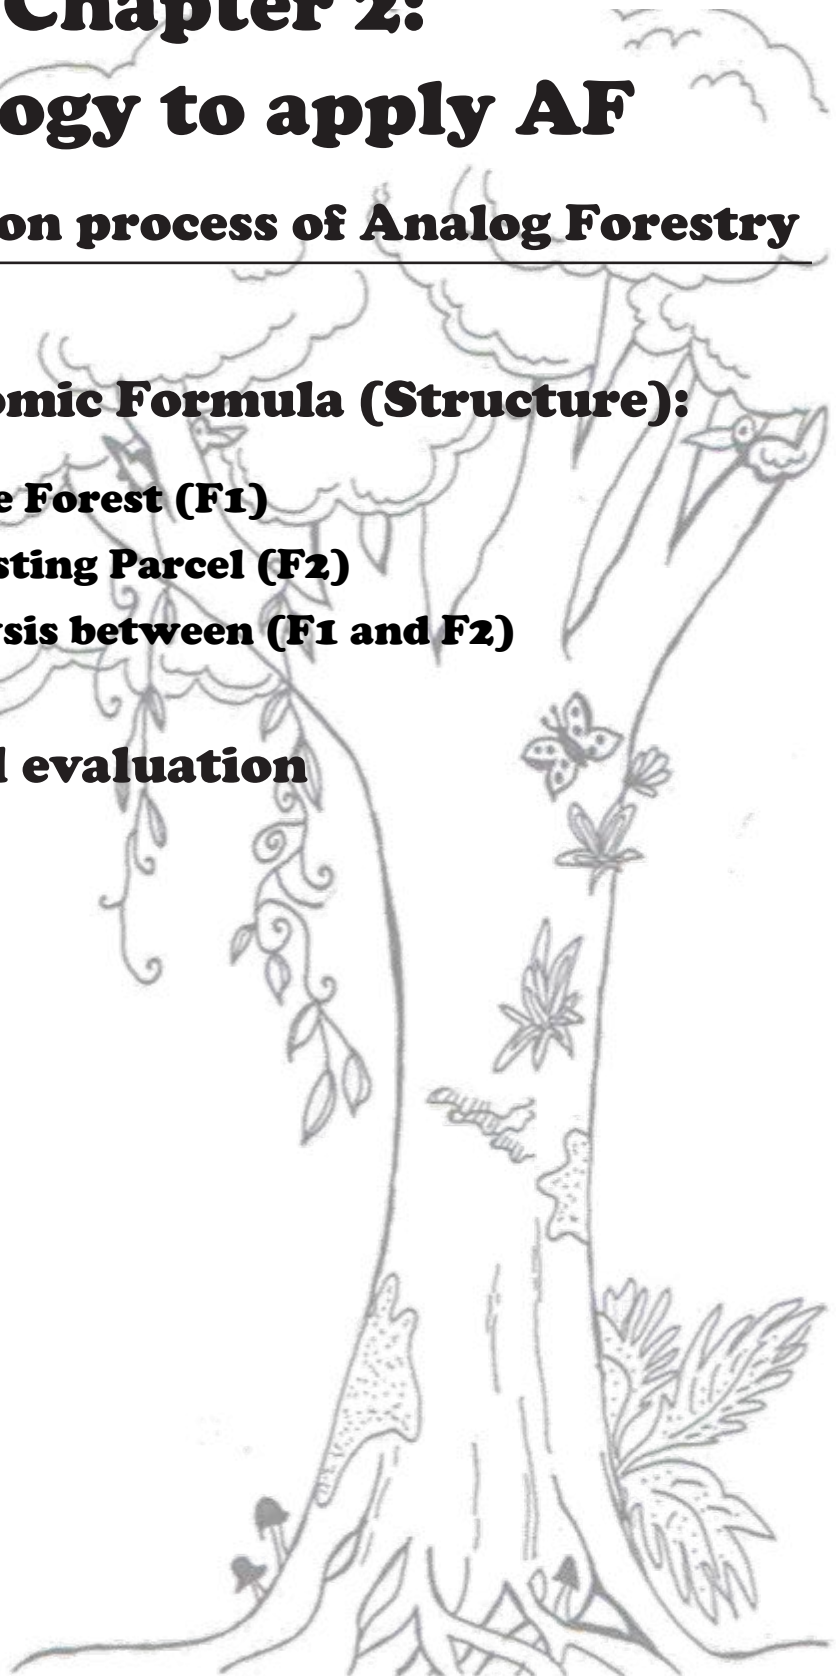 Chapter 2:
ogy to apply AF
on process of Analog Forestry
omic Formula (Structure):
e Forest (F1)
sting Parcel (F2)
sis between (F1 and F2)
l evaluation